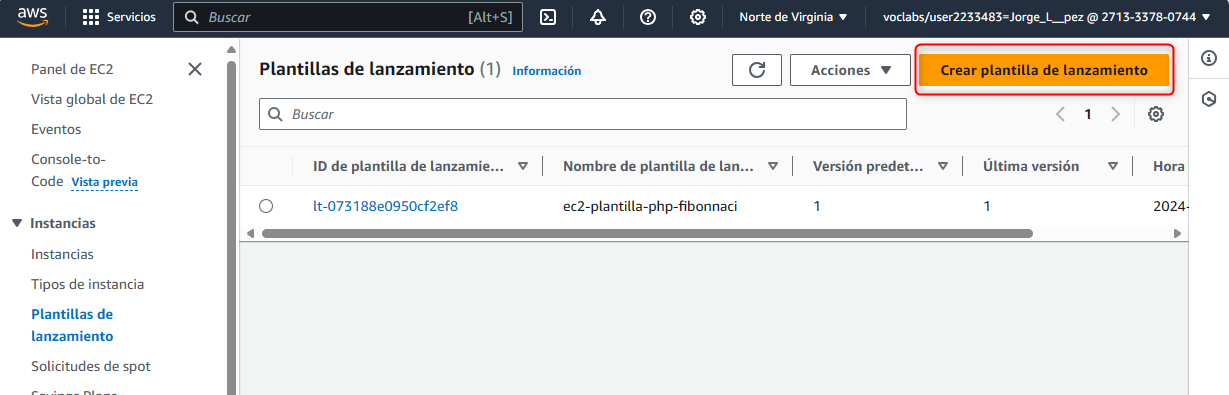 aws
Servicios
Buscar
[Alt+S]
Norte de Virginia
voclabs/user2233483=Jorge_L__pez @ 2713-3378-0744
Panel de EC2
Vista global de EC2
Eventos
Console-to-
Code Vista previa
Instancias
Instancias
Tipos de instancia
Plantillas de
lanzamiento
Solicitudes de spot
Savings Plans
Plantillas de lanzamiento (1) Información
Acciones
Crear plantilla de lanzamiento
Buscar
1
ID de plantilla de lanzamie... Nombre de plantilla de lan... Versión predet... Última versión Hora
lt-073188e0950cf2ef8 ec2-plantilla-php-fibonnaci 1 1 2024-